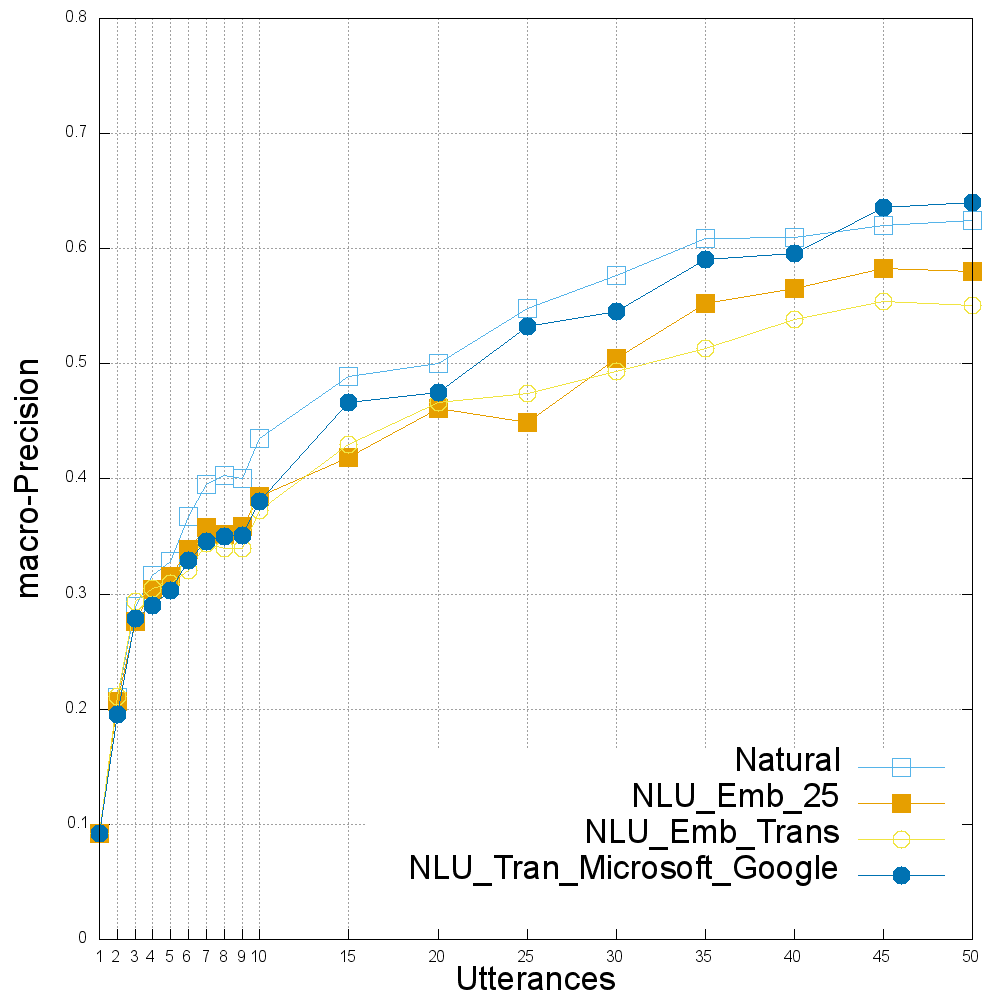 0.8
0.7
0.6
0.5
0.4
0.3
0.2
0.1
0
macro-Precision
Natural
NLU_Emb_25
NLU_Emb_Trans
NLU_Tran_Microsoft_Google
1 2 3 4 5 6 7 8 9 10 15 20 25 30 35 40 45 50
Utterances